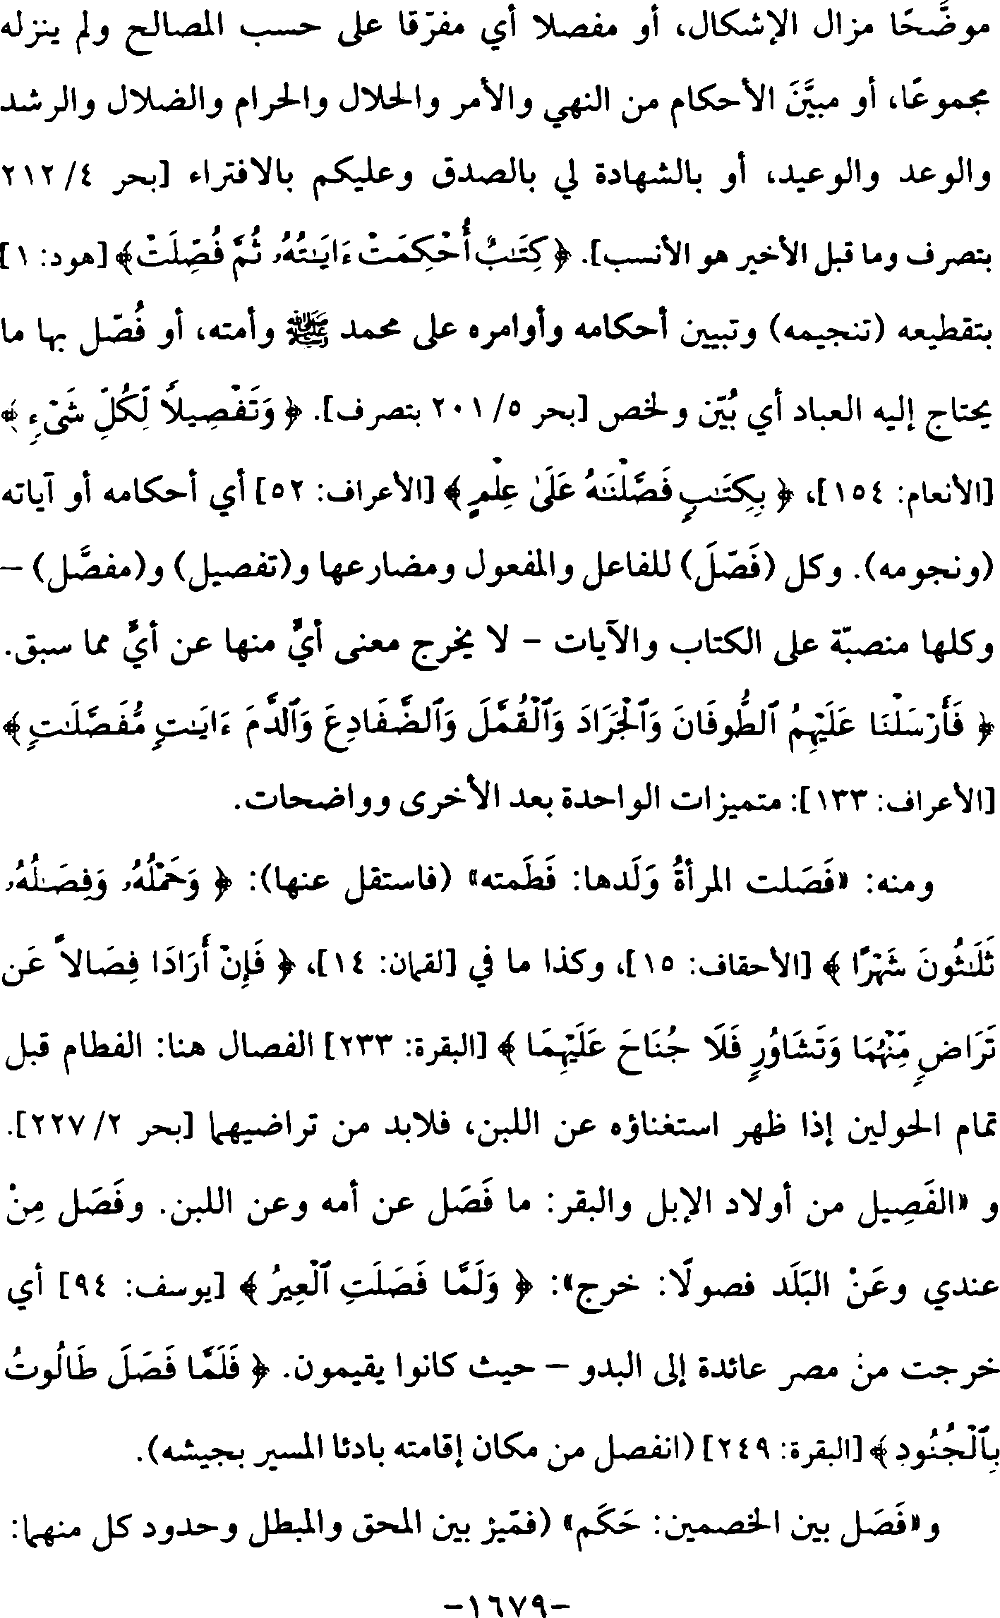 موضَّحًا مزال الإشكال، أو مفصلا أي مفرّقا على حسب المصالح ولم ينزله
مجموعًا، أو مبيَّنَ الأحكام من النهي والأمر والحلال والحرام والضلال والرشد
والوعد والوعيد، أو بالشهادة لي بالصدق وعليكم بالافتراء [بحر ٤/ ٢١٢
بتصرف وما قبل الأخير هو الأنسب]. ﴿ كِتَـٰبٌ أُحْكِمَتْ ءَايَـٰتُهُۥ ثُمَّ فُصِّلَتْ﴾ [هود: ١]
بتقطيعه (تنجيمه) وتبيين أحكامه وأوامره على محمد ﷺ وأمته، أو فُصّل بها ما
يحتاج إليه العباد أي بُيّن ولخص [بحر ٥/ ٢٠١ بتصرف]. ﴿ وَتَفْصِيلاً لِّكُلِّ شَىْءٍ ﴾
[الأنعام: ١٥٤]، ﴿ بِكِتَـٰبٍ فَصَّلْنَـٰهُ عَلَىٰ عِلْمٍ ﴾ [الأعراف: ٥٢] أي أحكامه أو آياته
(ونجومه). وكل (فَصّلَ) للفاعل والمفعول ومضارعها و(تفصيل) و(مفصَّل) –
وكلها منصبّة على الكتاب والآيات – لا يخرج معنى أيٍّ منها عن أيٍّ مما سبق.
﴿ فَأَرْسَلْنَا عَلَيْهِمُ ٱلطُّوفَانَ وَٱلْجَرَادَ وَٱلْقُمَّلَ وَٱلضَّفَادِعَ وَٱلدَّمَ ءَايَـٰتٍ مُّفَصَّلَـٰتٍ ﴾
[الأعراف: ١٣٣]: متميزات الواحدة بعد الأخرى وواضحات.
ومنه: «فَصَلت المرأةُ وَلَدها: فَطَمته» (فاستقل عنها): ﴿ وَحَمْلُهُۥ وَفِصَـٰلُهُۥ
ثَلَـٰثُونَ شَهْرًا ﴾ [الأحقاف: ١٥]، وكذا ما في [لقمان: ١٤]، ﴿ فَإِنْ أَرَادَا فِصَالاً عَن
تَرَاضٍ مِّنْهُمَا وَتَشَاوُرٍ فَلَا جُنَاحَ عَلَيْهِمَا ﴾ [البقرة: ٢٣٣] الفصال هنا: الفطام قبل
تمام الحولين إذا ظهر استغناؤه عن اللبن، فلابد من تراضيهما [بحر ٢/ ٢٢٧].
و «الفَصِيل من أولاد الإبل والبقر: ما فَصَل عن أمه وعن اللبن. وفَصَل مِنْ
عندي وعَنْ البَلَد فصولًا: خرج»: ﴿ وَلَمَّا فَصَلَتِ ٱلْعِيرُ ﴾ [يوسف: ٩٤] أي
خرجت من مصر عائدة إلى البدو – حيث كانوا يقيمون. ﴿ فَلَمَّا فَصَلَ طَالُوتُ
بِٱلْجُنُودِ ﴾ [البقرة: ٢٤٩] (انفصل من مكان إقامته بادئا المسير بجيشه).
و«فَصَل بين الخصمين: حَكَم» (فميّز بين المحق والمبطل وحدود كل منهما:
-١٦٧٩-